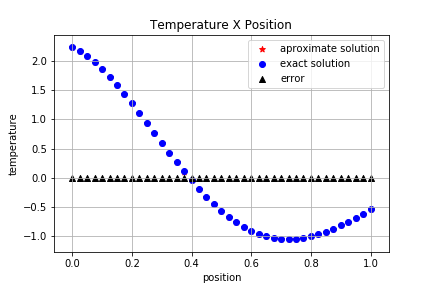 Temperature X Position
aproximate solution
exact solution
error
temperature
2.0
1.5
1.0
0.5
0.0
−0.5
−1.0
0.0 0.2 0.4 0.6 0.8 1.0
position